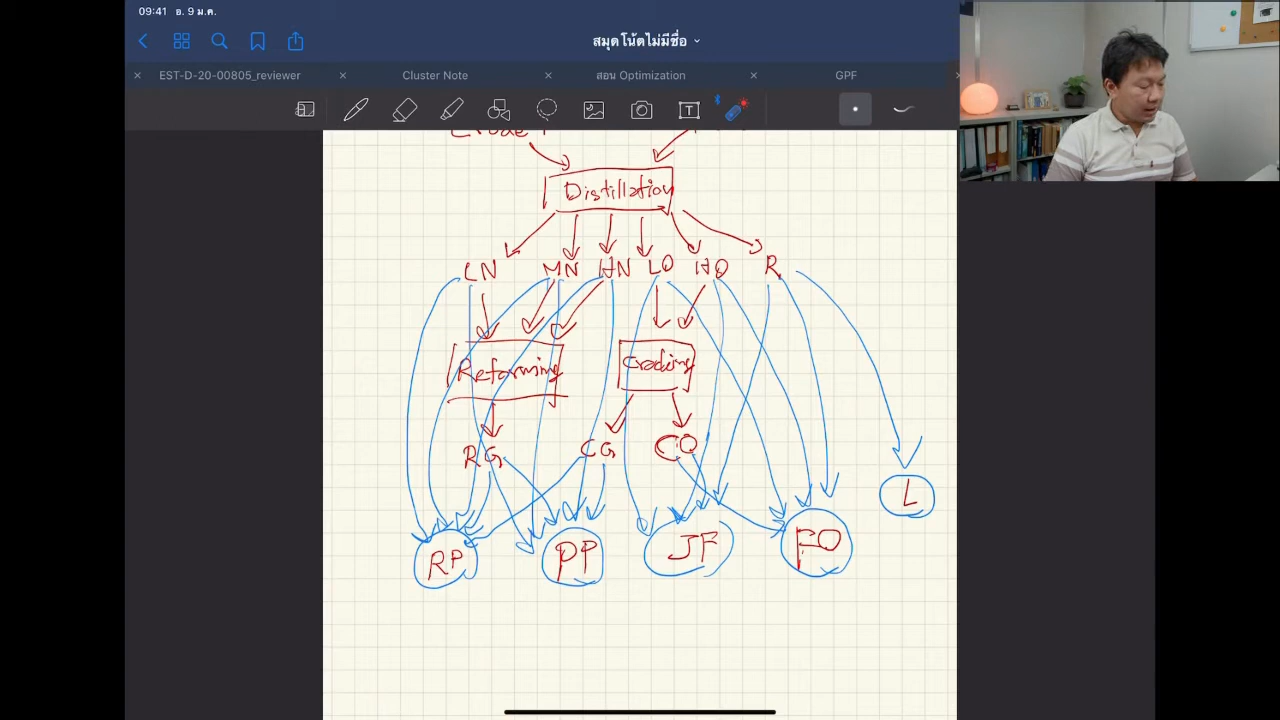 09:41 อ. 9 ม.ค.
สมุดโน้ตไม่มีชื่อ
EST-D-20-00805_reviewer
Cluster Note
สอน Optimization
GPF
T
Distillation
LN MN HN LO HO R
Reforming Cracking
RG CG CO
L
RP PP JF FO